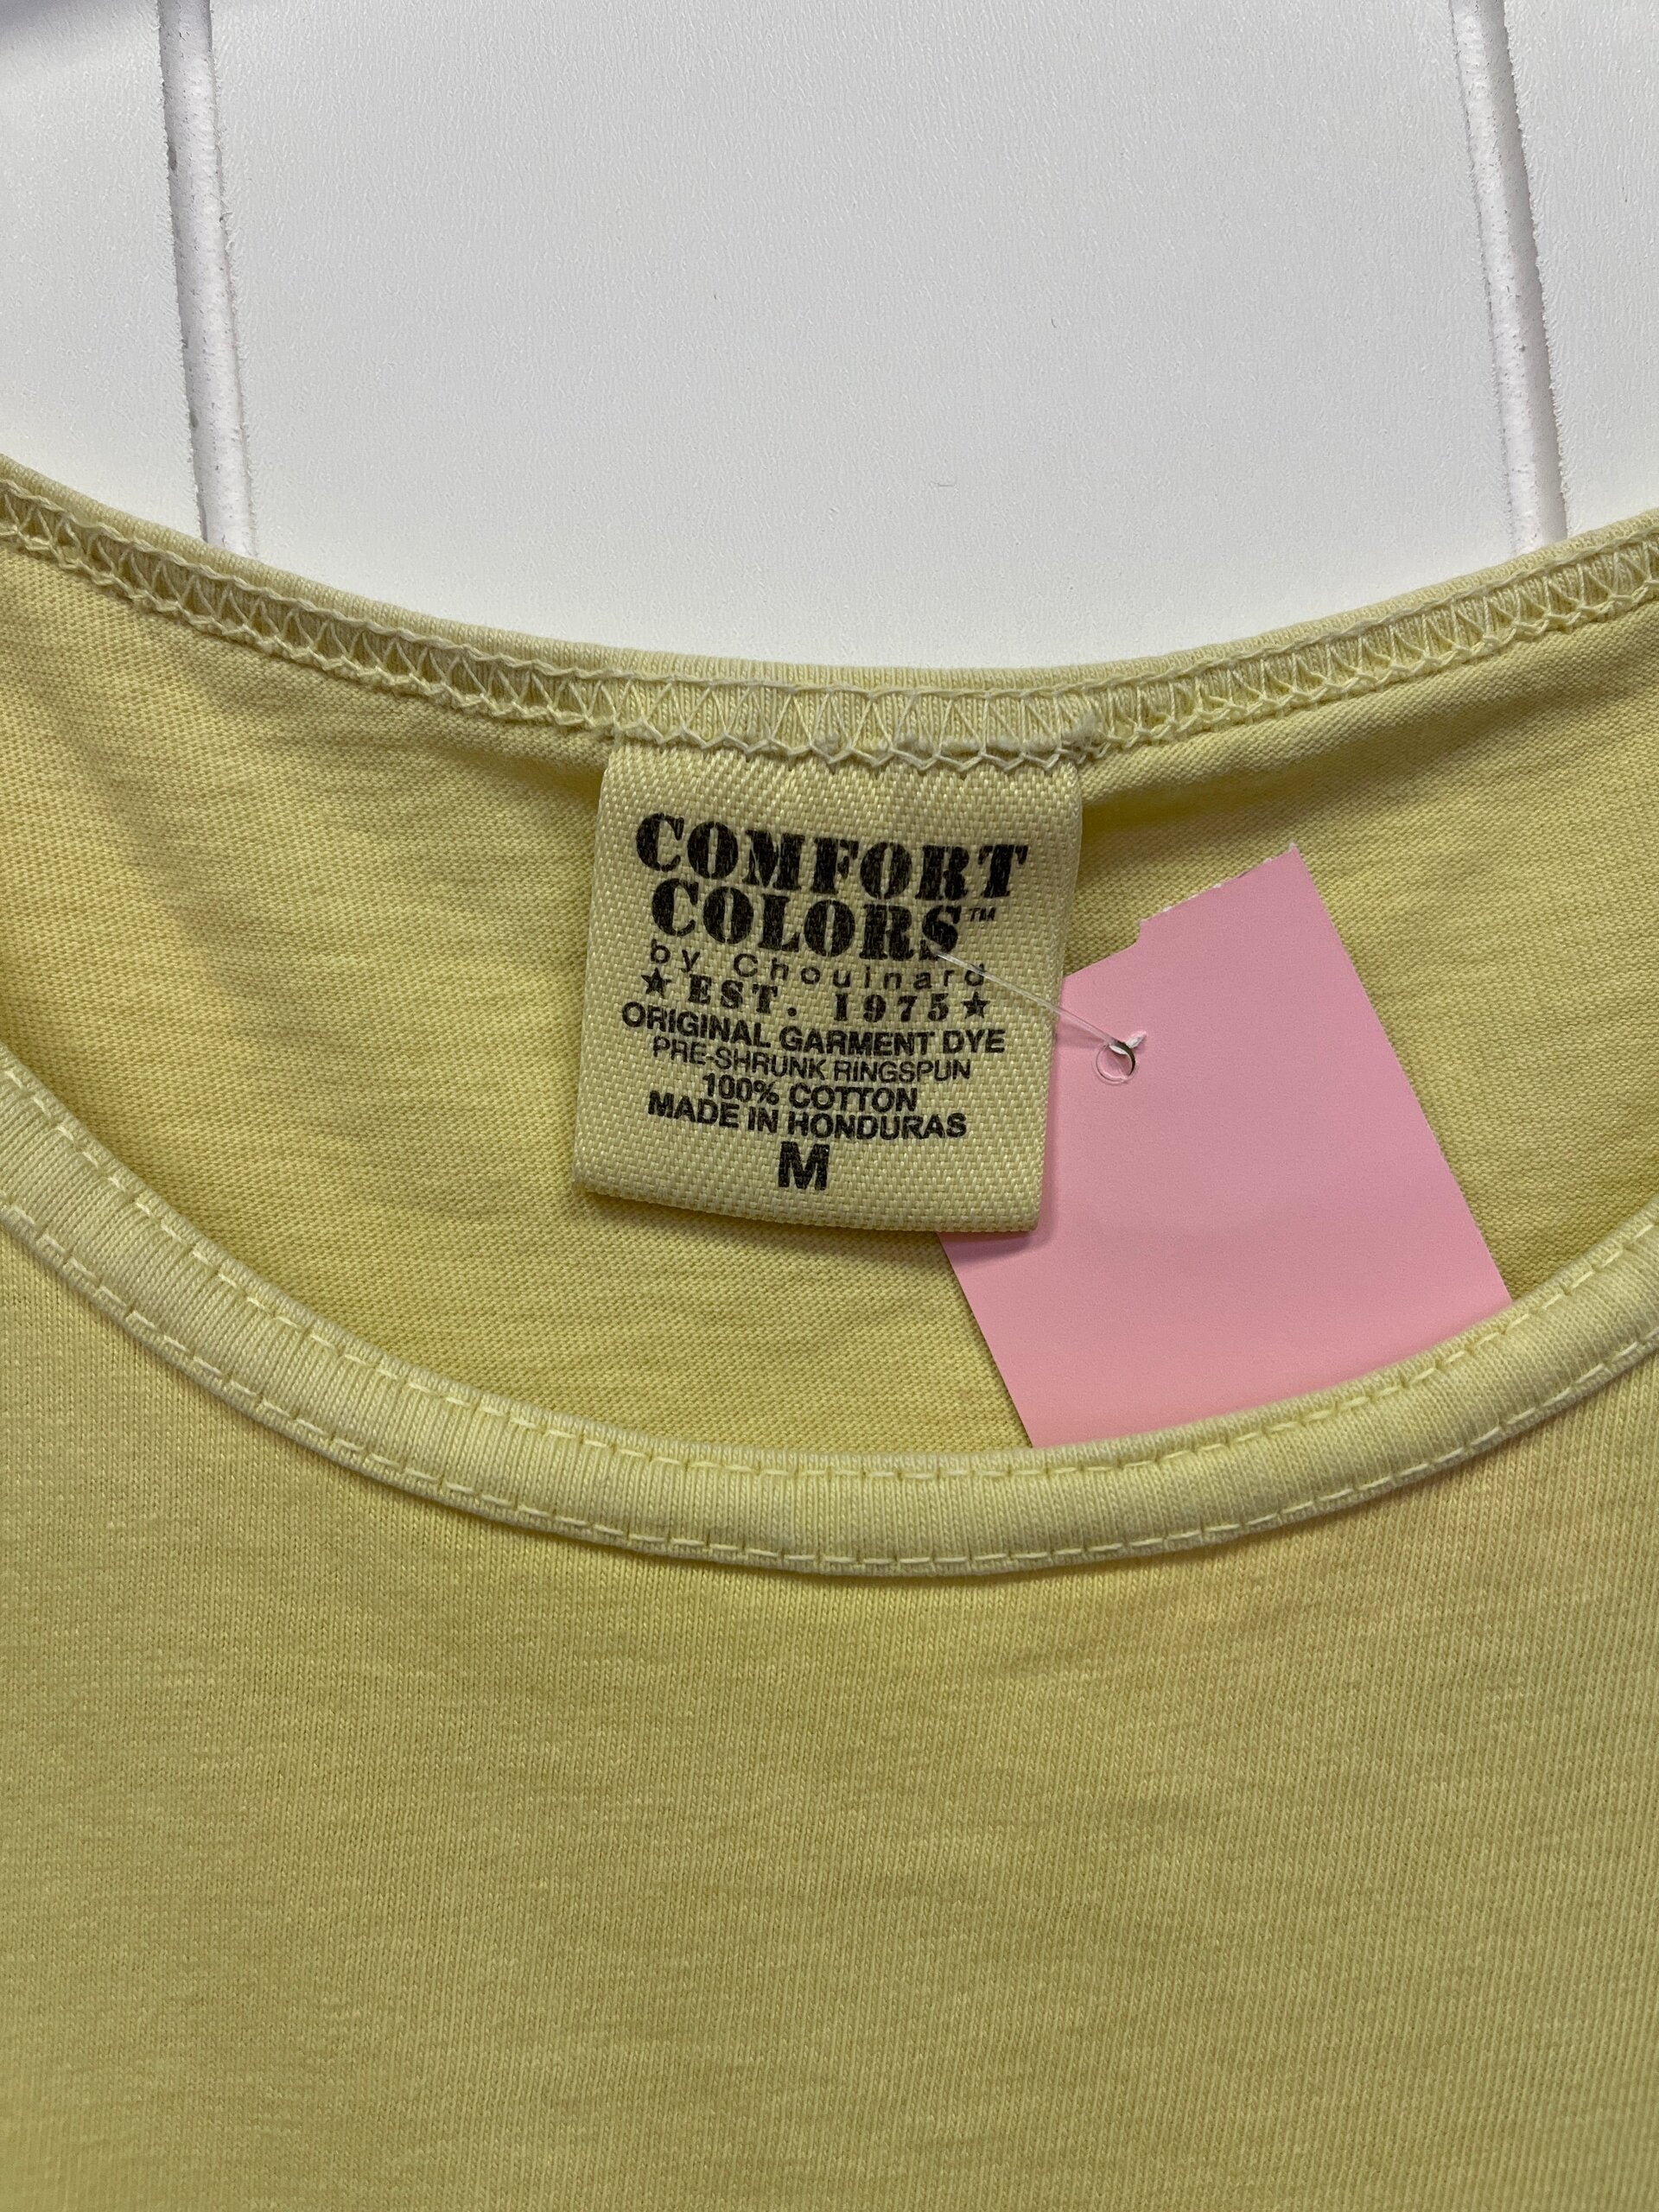 COMFORT
COLORS™
by Chouinard
★ EST. 1975 ★
ORIGINAL GARMENT DYE
PRE-SHRUNK RINGSPUN
100% COTTON
MADE IN HONDURAS
M